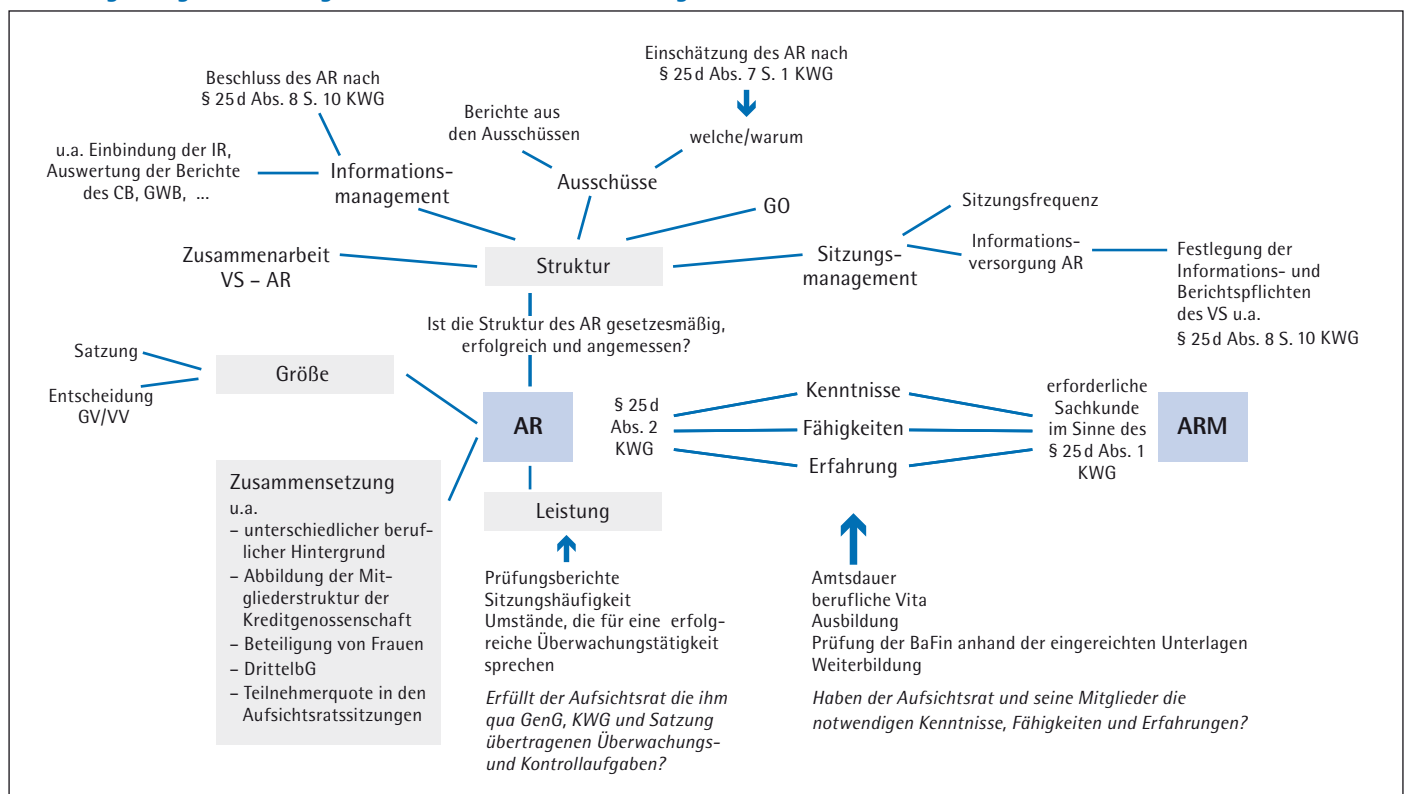 Einschätzung des AR nach
§ 25d Abs. 7 S. 1 KWG
Beschluss des AR nach
§ 25d Abs. 8 S. 10 KWG
Berichte aus
den Ausschüssen
welche/warum
u.a. Einbindung der IR,
Auswertung der Berichte
des CB, GWB, ...
Informations-
management
Ausschüsse
GO
Sitzungsfrequenz
Zusammenarbeit
VS – AR
Struktur
Sitzungs-
management
Informations-
versorgung AR
Festlegung der
Informations- und
Berichtspflichten
des VS u.a.
§ 25d Abs. 8 S. 10 KWG
Ist die Struktur des AR gesetzesmäßig,
erfolgreich und angemessen?
Satzung
Größe
Entscheidung
GV/VV
AR
§ 25d
Abs. 2
KWG
Kenntnisse
Fähigkeiten
Erfahrung
erforderliche
Sachkunde
im Sinne des
§ 25d Abs. 1
KWG
ARM
Zusammensetzung
u.a.
– unterschiedlicher beruf-
licher Hintergrund
– Abbildung der Mit-
gliederstruktur der
Kreditgenossenschaft
– Beteiligung von Frauen
– DrittelbG
– Teilnehmerquote in den
Aufsichtsratssitzungen
Leistung
Prüfungsberichte
Sitzungshäufigkeit
Umstände, die für eine erfolg-
reiche Überwachungstätigkeit
sprechen
Erfüllt der Aufsichtsrat die ihm
qua GenG, KWG und Satzung
übertragenen Überwachungs-
und Kontrollaufgaben?
Amtsdauer
berufliche Vita
Ausbildung
Prüfung der BaFin anhand der eingereichten Unterlagen
Weiterbildung
Haben der Aufsichtsrat und seine Mitglieder die
notwendigen Kenntnisse, Fähigkeiten und Erfahrungen?